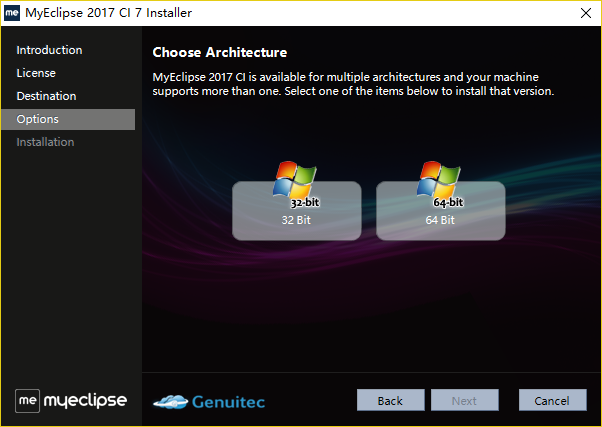 me MyEclipse 2017 CI 7 Installer
Introduction
License
Destination
Options
Installation
Choose Architecture
MyEclipse 2017 CI is available for multiple architectures and your machine
supports more than one. Select one of the items below to install that version.
32-bit
32 Bit
64-bit
64 Bit
me myeclipse
Genuitec
Back
Next
Cancel